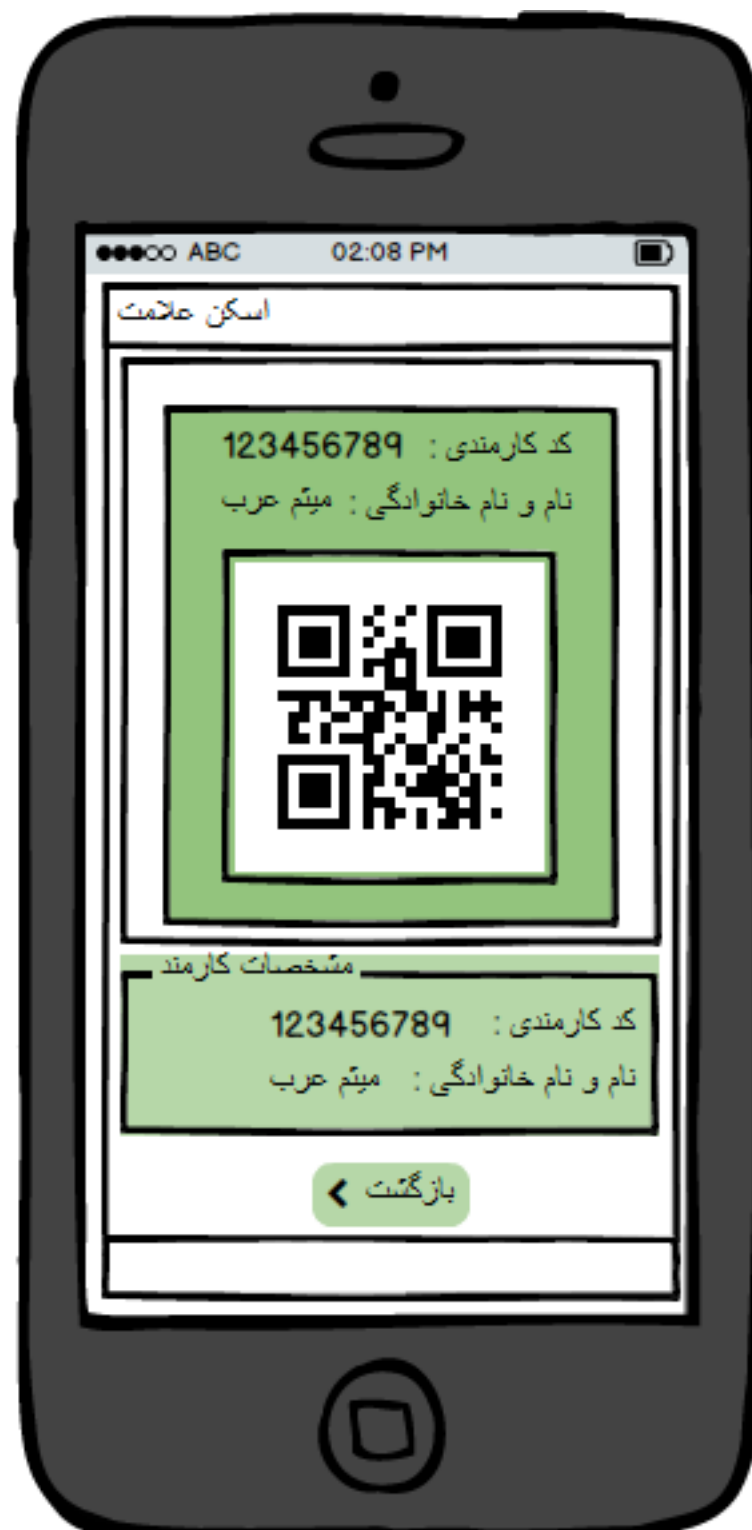 ABC 02:08 PM
اسکن علامت
کد کارمندی : 123456789
نام و نام خانوادگی : میثم عرب
مشخصات کارمند
کد کارمندی : 123456789
نام و نام خانوادگی : میثم عرب
بازگشت